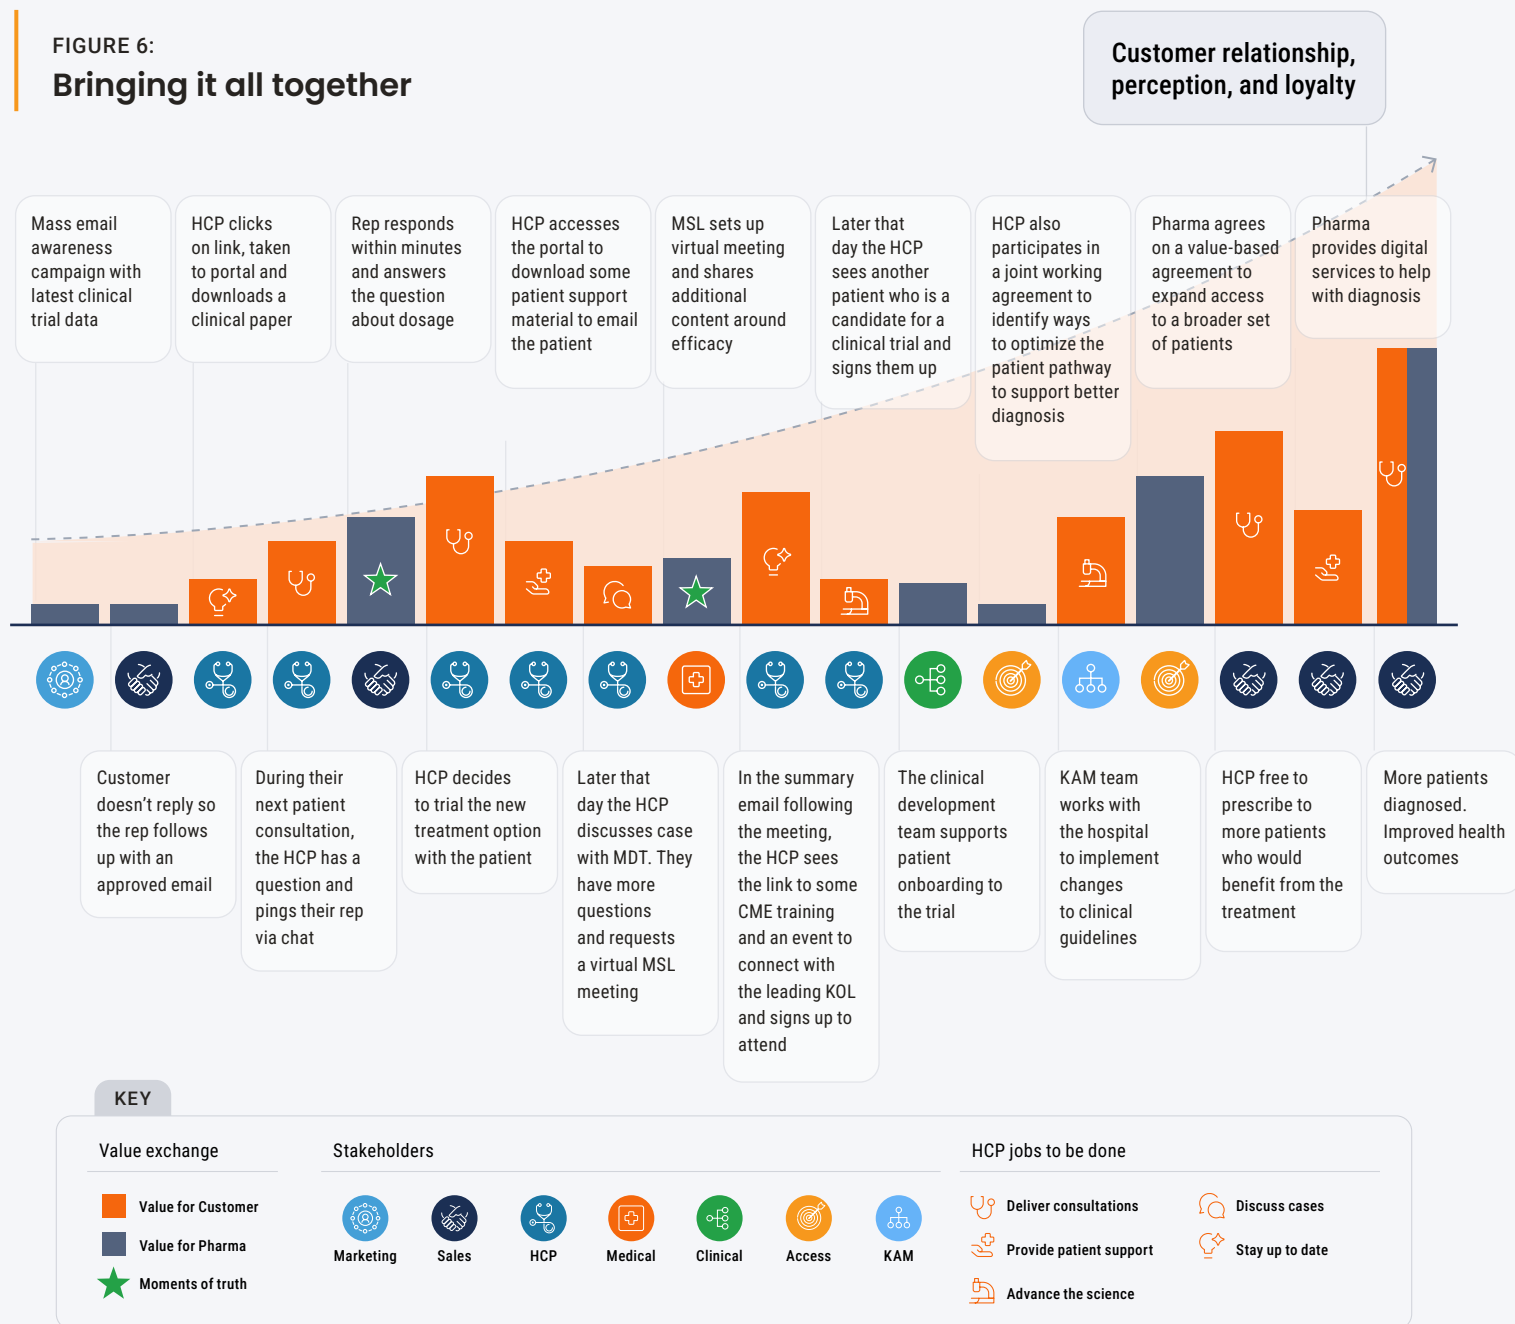 FIGURE 6:
Bringing it all together
Customer relationship,
perception, and loyalty
Mass email
awareness
campaign with
latest clinical
trial data
HCP clicks
on link, taken
to portal and
downloads a
clinical paper
Rep responds
within minutes
and answers
the question
about dosage
HCP accesses
the portal to
download some
patient support
material to email
the patient
MSL sets up
virtual meeting
and shares
additional
content around
efficacy
Later that
day the HCP
sees another
patient who is a
candidate for a
clinical trial and
signs them up
HCP also
participates in
a joint working
agreement to
identify ways
to optimize the
patient pathway
to support better
diagnosis
Pharma agrees
on a value-based
agreement to
expand access
to a broader set
of patients
Pharma
provides digital
services to help
with diagnosis
Customer
doesn’t reply so
the rep follows
up with an
approved email
During their
next patient
consultation,
the HCP has a
question and
pings their rep
via chat
HCP decides
to trial the new
treatment option
with the patient
Later that
day the HCP
discusses case
with MDT. They
have more
questions
and requests
a virtual MSL
meeting
In the summary
email following
the meeting,
the HCP sees
the link to some
CME training
and an event to
connect with
the leading KOL
and signs up to
attend
The clinical
development
team supports
patient
onboarding to
the trial
KAM team
works with
the hospital
to implement
changes
to clinical
guidelines
HCP free to
prescribe to
more patients
who would
benefit from the
treatment
More patients
diagnosed.
Improved health
outcomes
KEY
Value exchange
Value for Customer
Value for Pharma
Moments of truth
Stakeholders
Marketing
Sales
HCP
Medical
Clinical
Access
KAM
HCP jobs to be done
Deliver consultations
Provide patient support
Advance the science
Discuss cases
Stay up to date